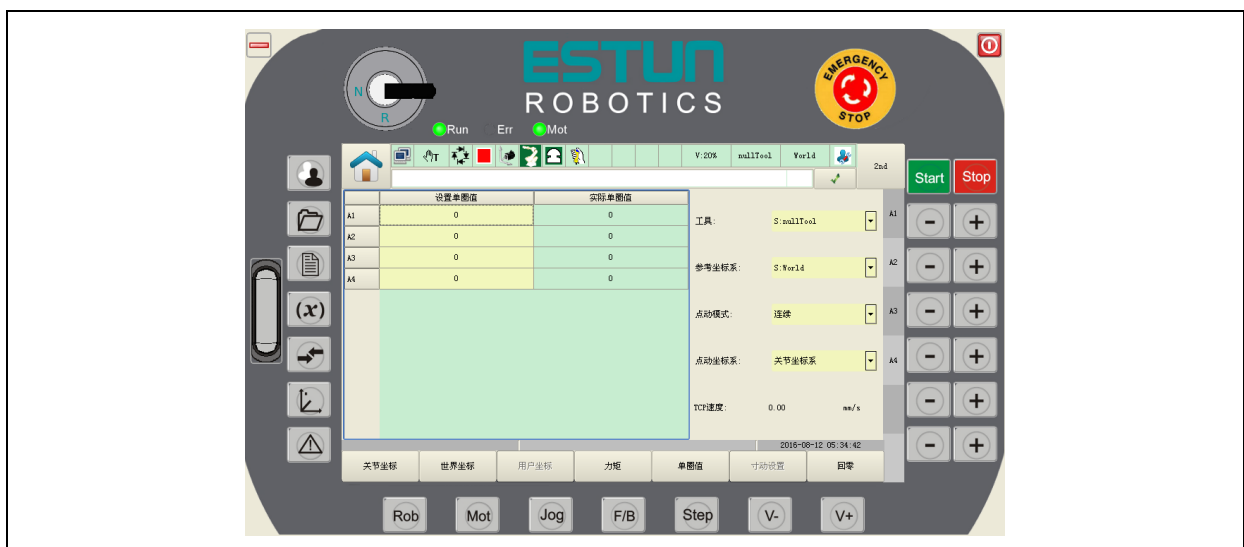 ESTUN
ROBOTICS
EMERGENCY
STOP
N
R
Run Err Mot
T V:20% nullTool World 2nd
Start Stop
设置单圈值 实际单圈值
A1 0 0
A2 0 0
A3 0 0
A4 0 0
工具: S:nullTool A1 - +
参考坐标系: S:World A2 - +
(x) 点动模式: 连续 A3 - +
点动坐标系: 关节坐标系 A4 - +
TCP速度: 0.00 mm/s - +
2016-08-12 05:34:42 - +
关节坐标 世界坐标 用户坐标 力矩 单圈值 寸动设置 回零
Rob Mot Jog F/B Step V- V+